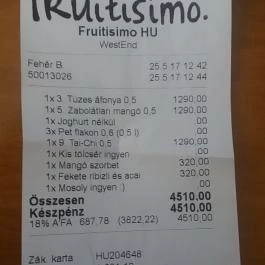 fruitisimo.
Fruitisimo HU
WestEnd
Fehér B. 25.5.17 12:42
50013026 25.5.17 12:44
1x 3. Tüzes áfonya 0,5 1290,00
1x 5. Zabolátlan mangó 0,5 1290,00
1x Joghurt nélkül ,00
3x Pet flakon 0,6 (0,5 l) ,00
1x 9. Tai-Chi 0,5 1290,00
1x Kis tölcsér ingyen ,00
1x Mangó szorbet 320,00
1x Fekete ribizli és acai 320,00
1x Mosoly ingyen :) ,00
Összesen 4510,00
Készpénz 4510,00
18% ÁFA 687,78 (3822,22) 4510,00
HU204648
Zák. karta